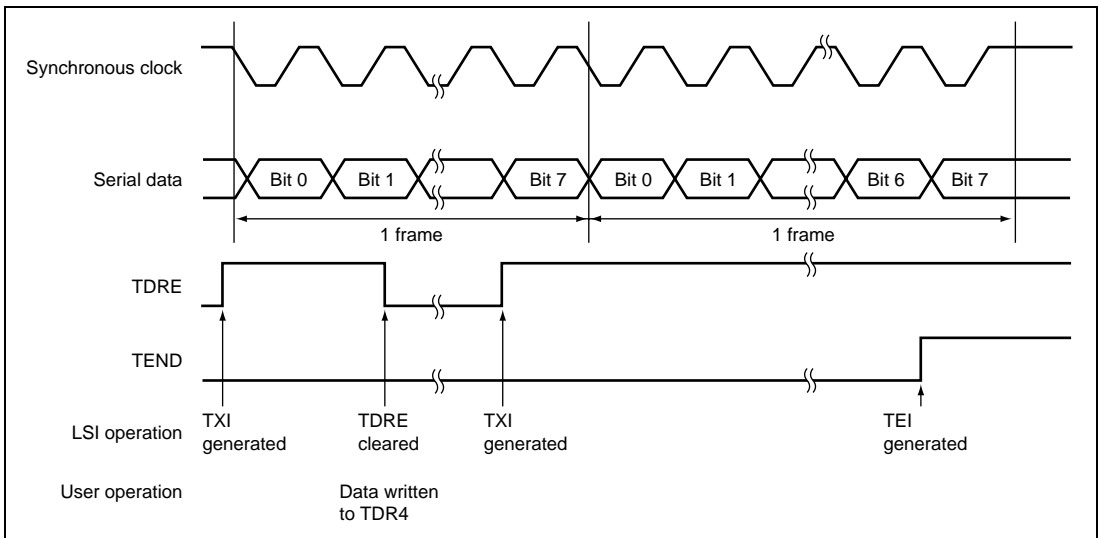 Synchronous clock
Serial data
Bit 0 Bit 1 Bit 7 Bit 0 Bit 1 Bit 6 Bit 7
1 frame 1 frame
TDRE
TEND
LSI operation
TXI
generated
TDRE
cleared
TXI
generated
TEI
generated
User operation
Data written
to TDR4